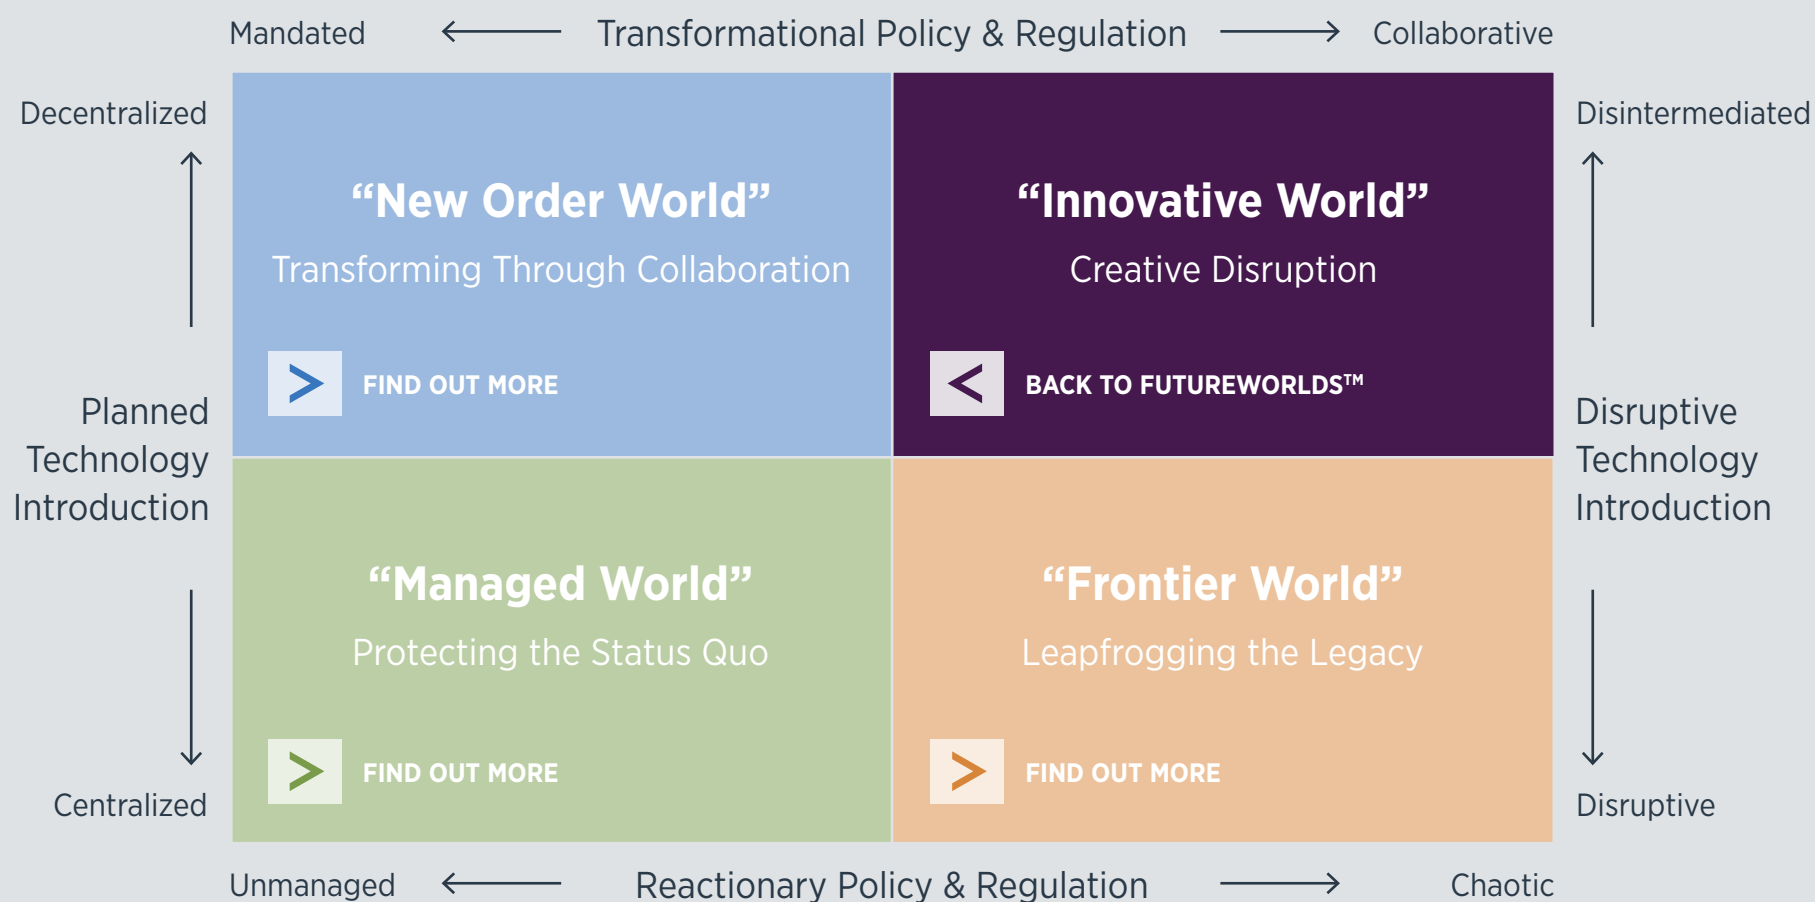 Mandated
Transformational Policy & Regulation
Collaborative
Decentralized
Disintermediated
“New Order World”
Transforming Through Collaboration
FIND OUT MORE
“Innovative World”
Creative Disruption
BACK TO FUTUREWORLDS™
Planned
Technology
Introduction
Disruptive
Technology
Introduction
“Managed World”
Protecting the Status Quo
FIND OUT MORE
“Frontier World”
Leapfrogging the Legacy
FIND OUT MORE
Centralized
Disruptive
Unmanaged
Reactionary Policy & Regulation
Chaotic